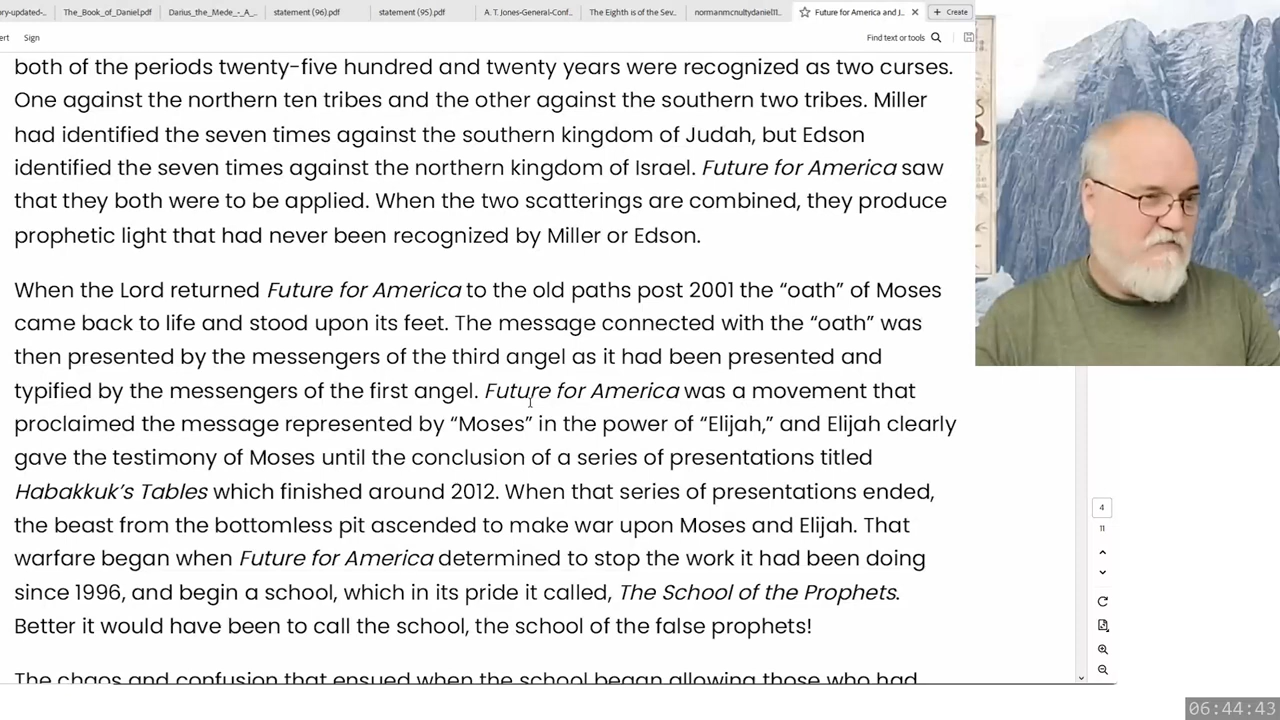 ory-updated-... The_Book_of_Daniel.pdf Darius_the_Mede_-_A... statement (96).pdf statement (95).pdf A. T. Jones-General-Conf... The Eighth is of the Sev... normanmcnultydaniel11... Future for America and J... Create
ert Sign Find text or tools
both of the periods twenty-five hundred and twenty years were recognized as two curses.
One against the northern ten tribes and the other against the southern two tribes. Miller
had identified the seven times against the southern kingdom of Judah, but Edson
identified the seven times against the northern kingdom of Israel. Future for America saw
that they both were to be applied. When the two scatterings are combined, they produce
prophetic light that had never been recognized by Miller or Edson.
When the Lord returned Future for America to the old paths post 2001 the “oath” of Moses
came back to life and stood upon its feet. The message connected with the “oath” was
then presented by the messengers of the third angel as it had been presented and
typified by the messengers of the first angel. Future for America was a movement that
proclaimed the message represented by “Moses” in the power of “Elijah,” and Elijah clearly
gave the testimony of Moses until the conclusion of a series of presentations titled
Habakkuk’s Tables which finished around 2012. When that series of presentations ended,
the beast from the bottomless pit ascended to make war upon Moses and Elijah. That
warfare began when Future for America determined to stop the work it had been doing
since 1996, and begin a school, which in its pride it called, The School of the Prophets.
Better it would have been to call the school, the school of the false prophets!
The chaos and confusion that ensued when the school began allowing those who had
4
11
06:44:43